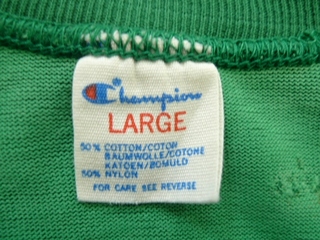 Champion
LARGE
50% COTTON/COTON
BAUMWOLLE/COTONE
KATOEN/BOMULD
50% NYLON
FOR CARE SEE REVERSE